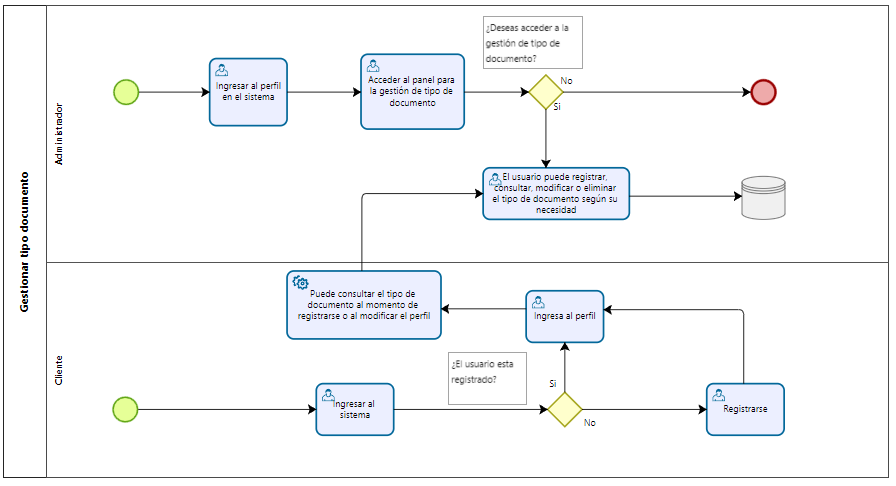 Gestionar tipo documento
Administrador
Ingresar al perfil
en el sistema
Acceder al panel para
la gestión de tipo de
documento
¿Deseas acceder a la
gestión de tipo de
documento?
No
Si
El usuario puede registrar,
consultar, modificar o eliminar
el tipo de documento según su
necesidad
Cliente
Puede consultar el tipo de
documento al momento de
registrarse o al modificar el perfil
Ingresa al perfil
¿El usuario esta
registrado?
Si
No
Ingresar al
sistema
Registrarse